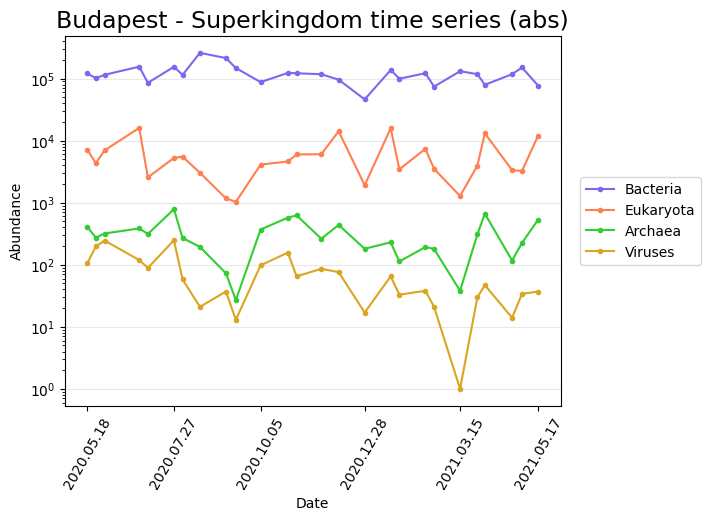 Budapest - Superkingdom time series (abs)
Abundance
10^5
10^4
10^3
10^2
10^1
10^0
2020.05.18
2020.07.27
2020.10.05
2020.12.28
2021.03.15
2021.05.17
Date
Bacteria
Eukaryota
Archaea
Viruses